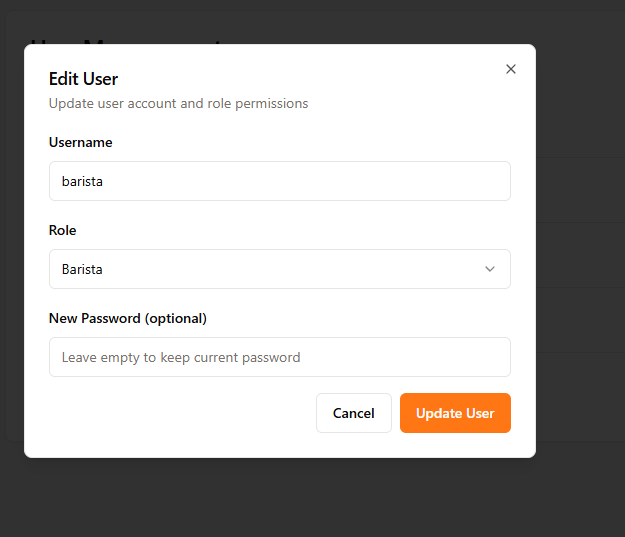 Edit User
Update user account and role permissions
Username
barista
Role
Barista
New Password (optional)
Leave empty to keep current password
Cancel
Update User